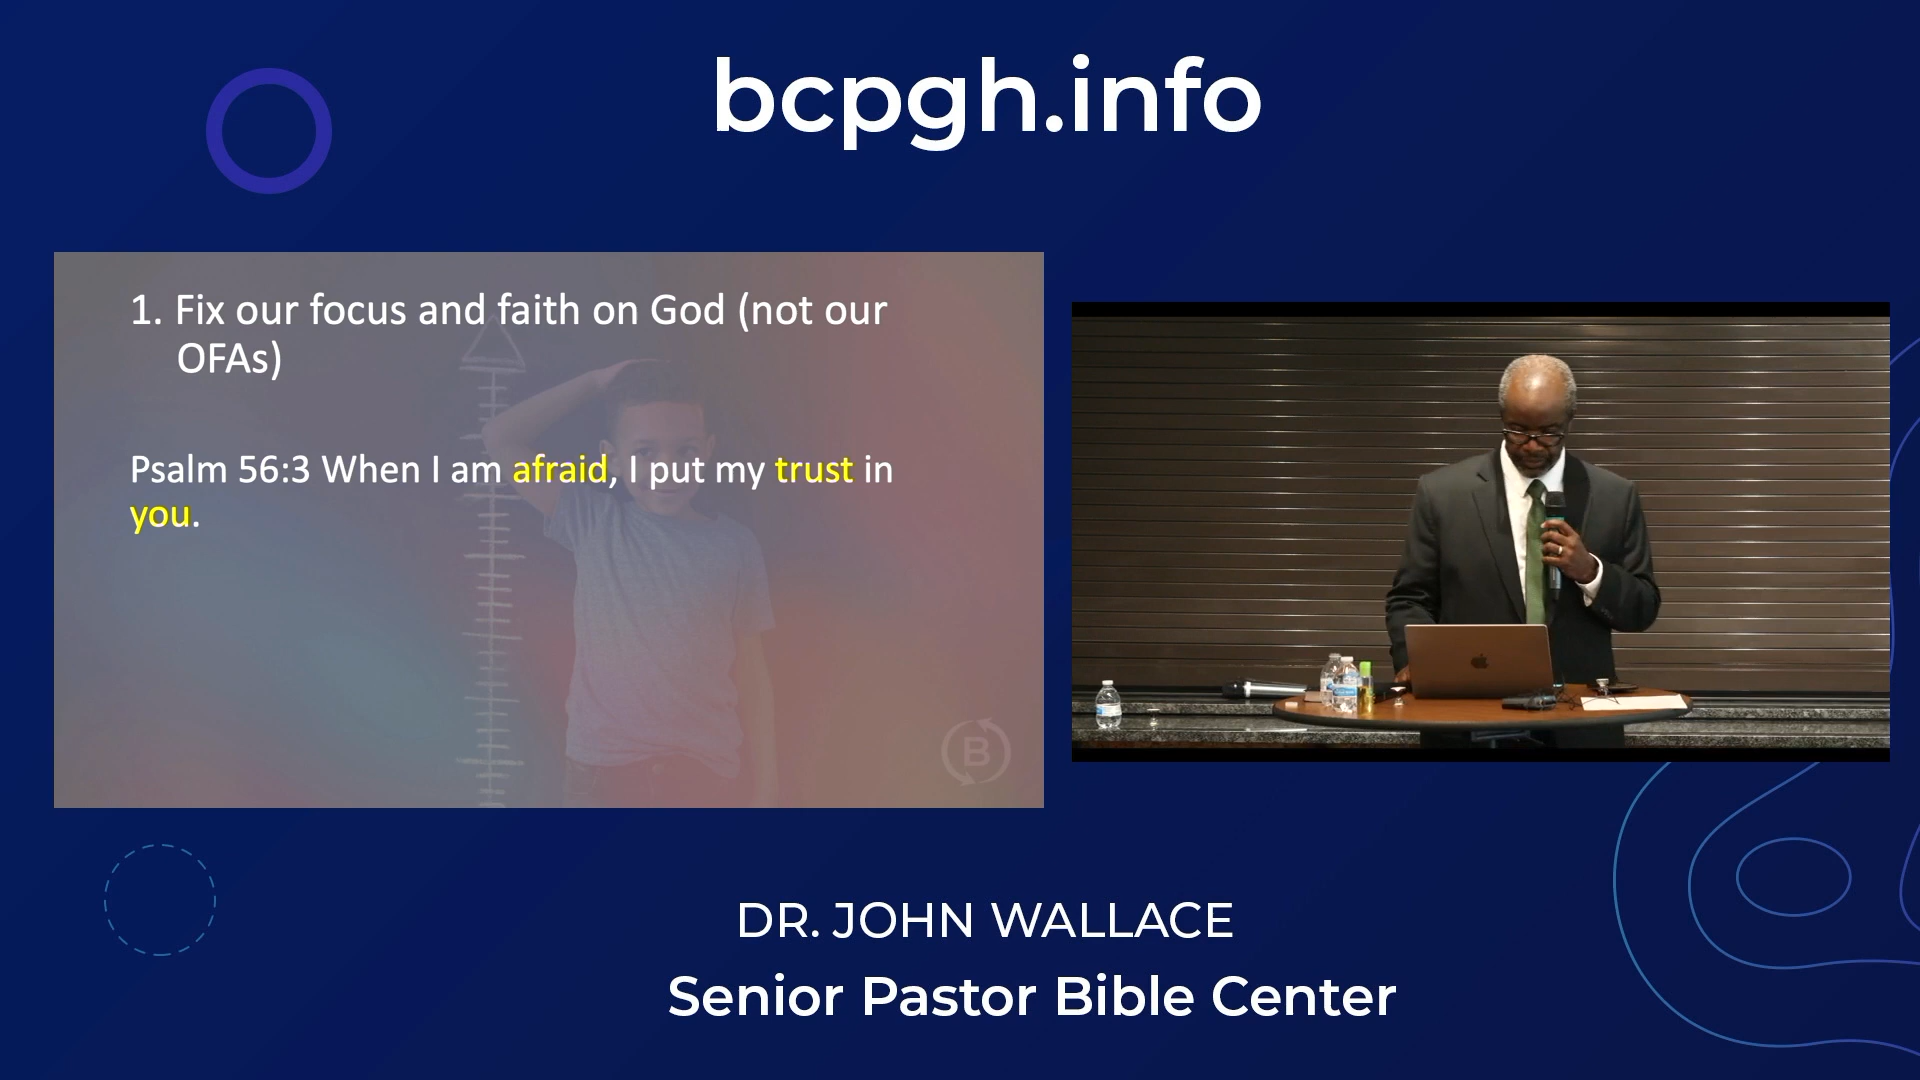 bcpgh.info
1. Fix our focus and faith on God (not our
OFAs)
Psalm 56:3 When I am afraid, I put my trust in
you.
B
DR. JOHN WALLACE
Senior Pastor Bible Center